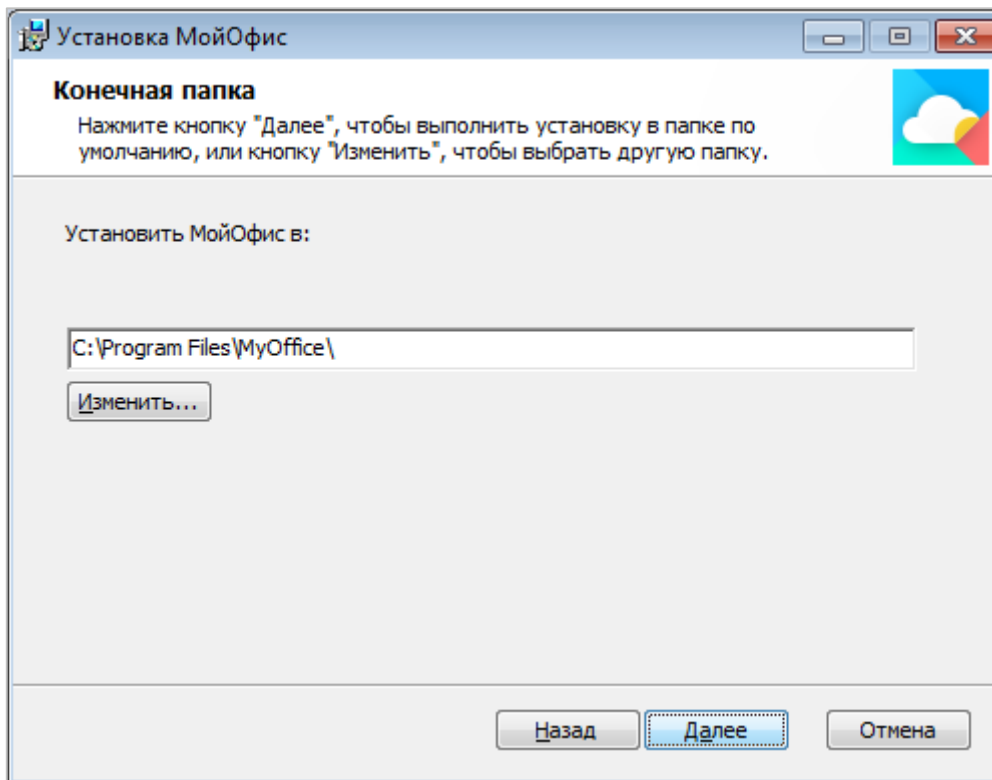 Установка МойОфис
Конечная папка
Нажмите кнопку "Далее", чтобы выполнить установку в папке по
умолчанию, или кнопку "Изменить", чтобы выбрать другую папку.
Установить МойОфис в:
C:\Program Files\MyOffice\
Изменить...
Назад
Далее
Отмена